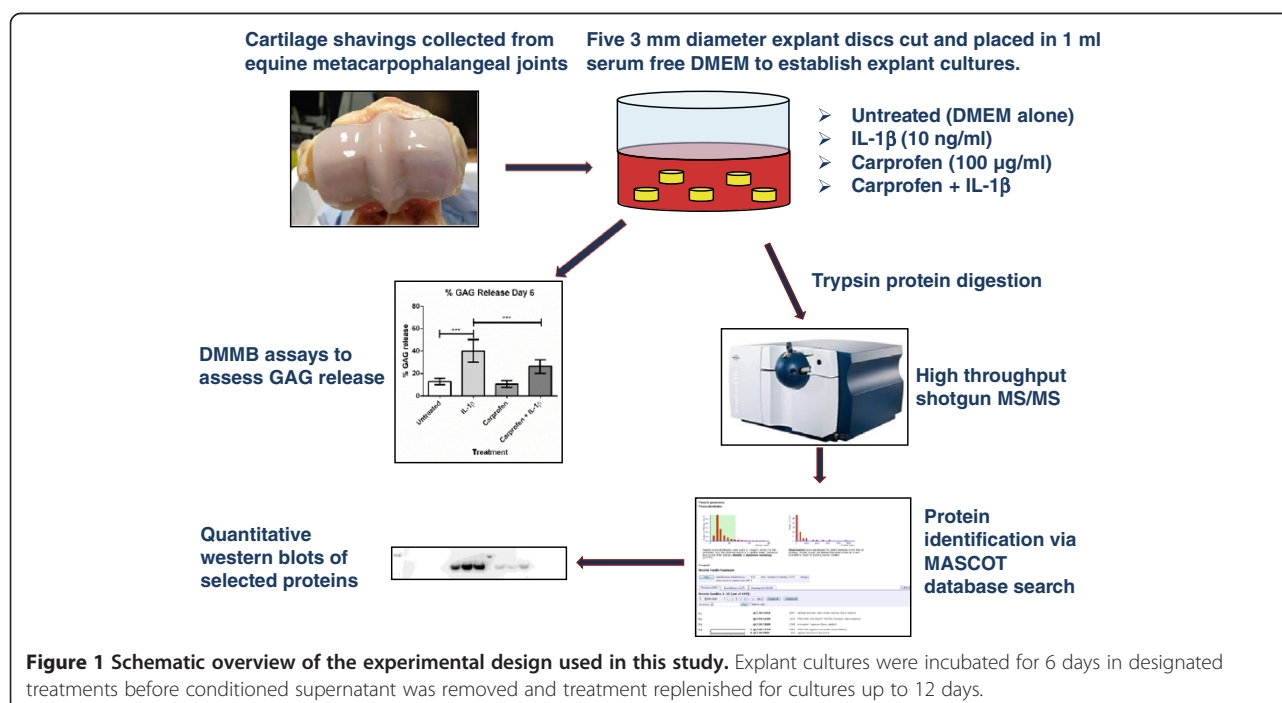 Cartilage shavings collected from
equine metacarpophalangeal joints
Five 3 mm diameter explant discs cut and placed in 1 ml
serum free DMEM to establish explant cultures.
➢ Untreated (DMEM alone)
➢ IL-1β (10 ng/ml)
➢ Carprofen (100 µg/ml)
➢ Carprofen + IL-1β
Trypsin protein digestion
DMMB assays to
assess GAG release
% GAG Release Day 6
% GAG release
80
60
40
20
0
***
***
Untreated
IL-1β
Carprofen
Carprofen + IL-1β
Treatment
High throughput
shotgun MS/MS
Quantitative
western blots of
selected proteins
Protein
identification via
MASCOT
database search
Figure 1 Schematic overview of the experimental design used in this study. Explant cultures were incubated for 6 days in designated
treatments before conditioned supernatant was removed and treatment replenished for cultures up to 12 days.